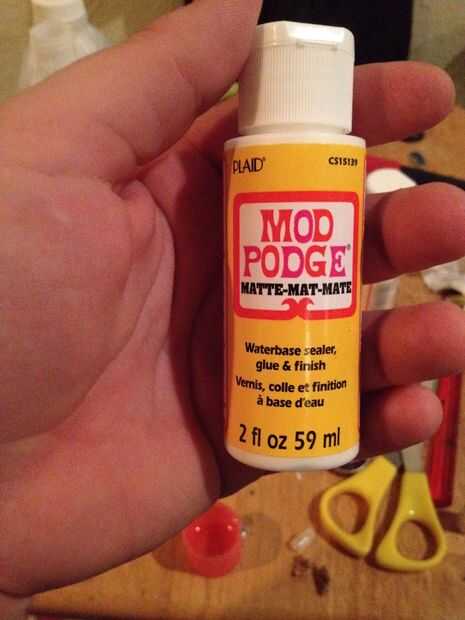 PLAID® CS15139
MOD
PODGE®
MATTE-MAT-MATE
Waterbase sealer,
glue & finish
Vernis, colle et finition
à base d'eau
2 fl oz 59 ml